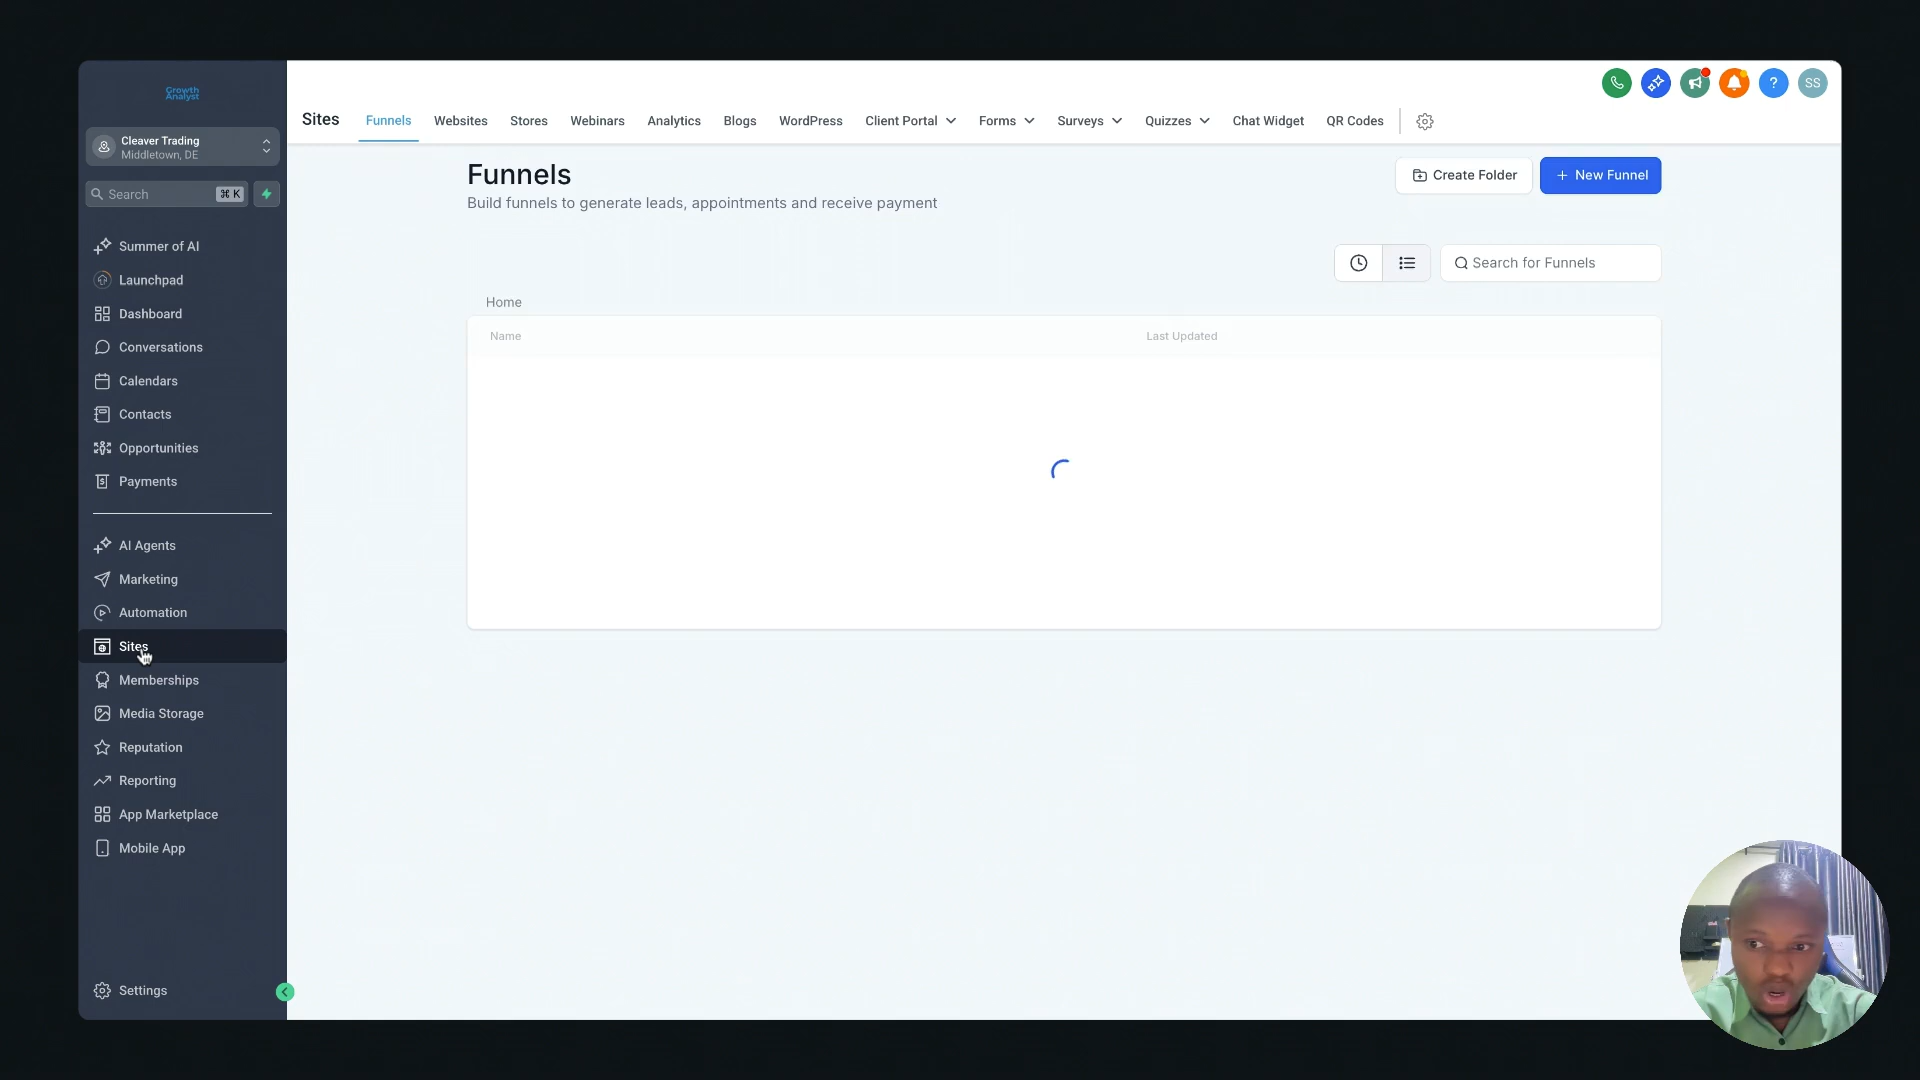 Growth
Analyst
Cleaver Trading
Middletown, DE
Search ⌘ K
Summer of AI
Launchpad
Dashboard
Conversations
Calendars
Contacts
Opportunities
Payments
AI Agents
Marketing
Automation
Sites
Memberships
Media Storage
Reputation
Reporting
App Marketplace
Mobile App
Settings
? SS
Sites Funnels Websites Stores Webinars Analytics Blogs WordPress Client Portal Forms Surveys Quizzes Chat Widget QR Codes
Funnels
Build funnels to generate leads, appointments and receive payment
Create Folder
+ New Funnel
Search for Funnels
Home
Name Last Updated